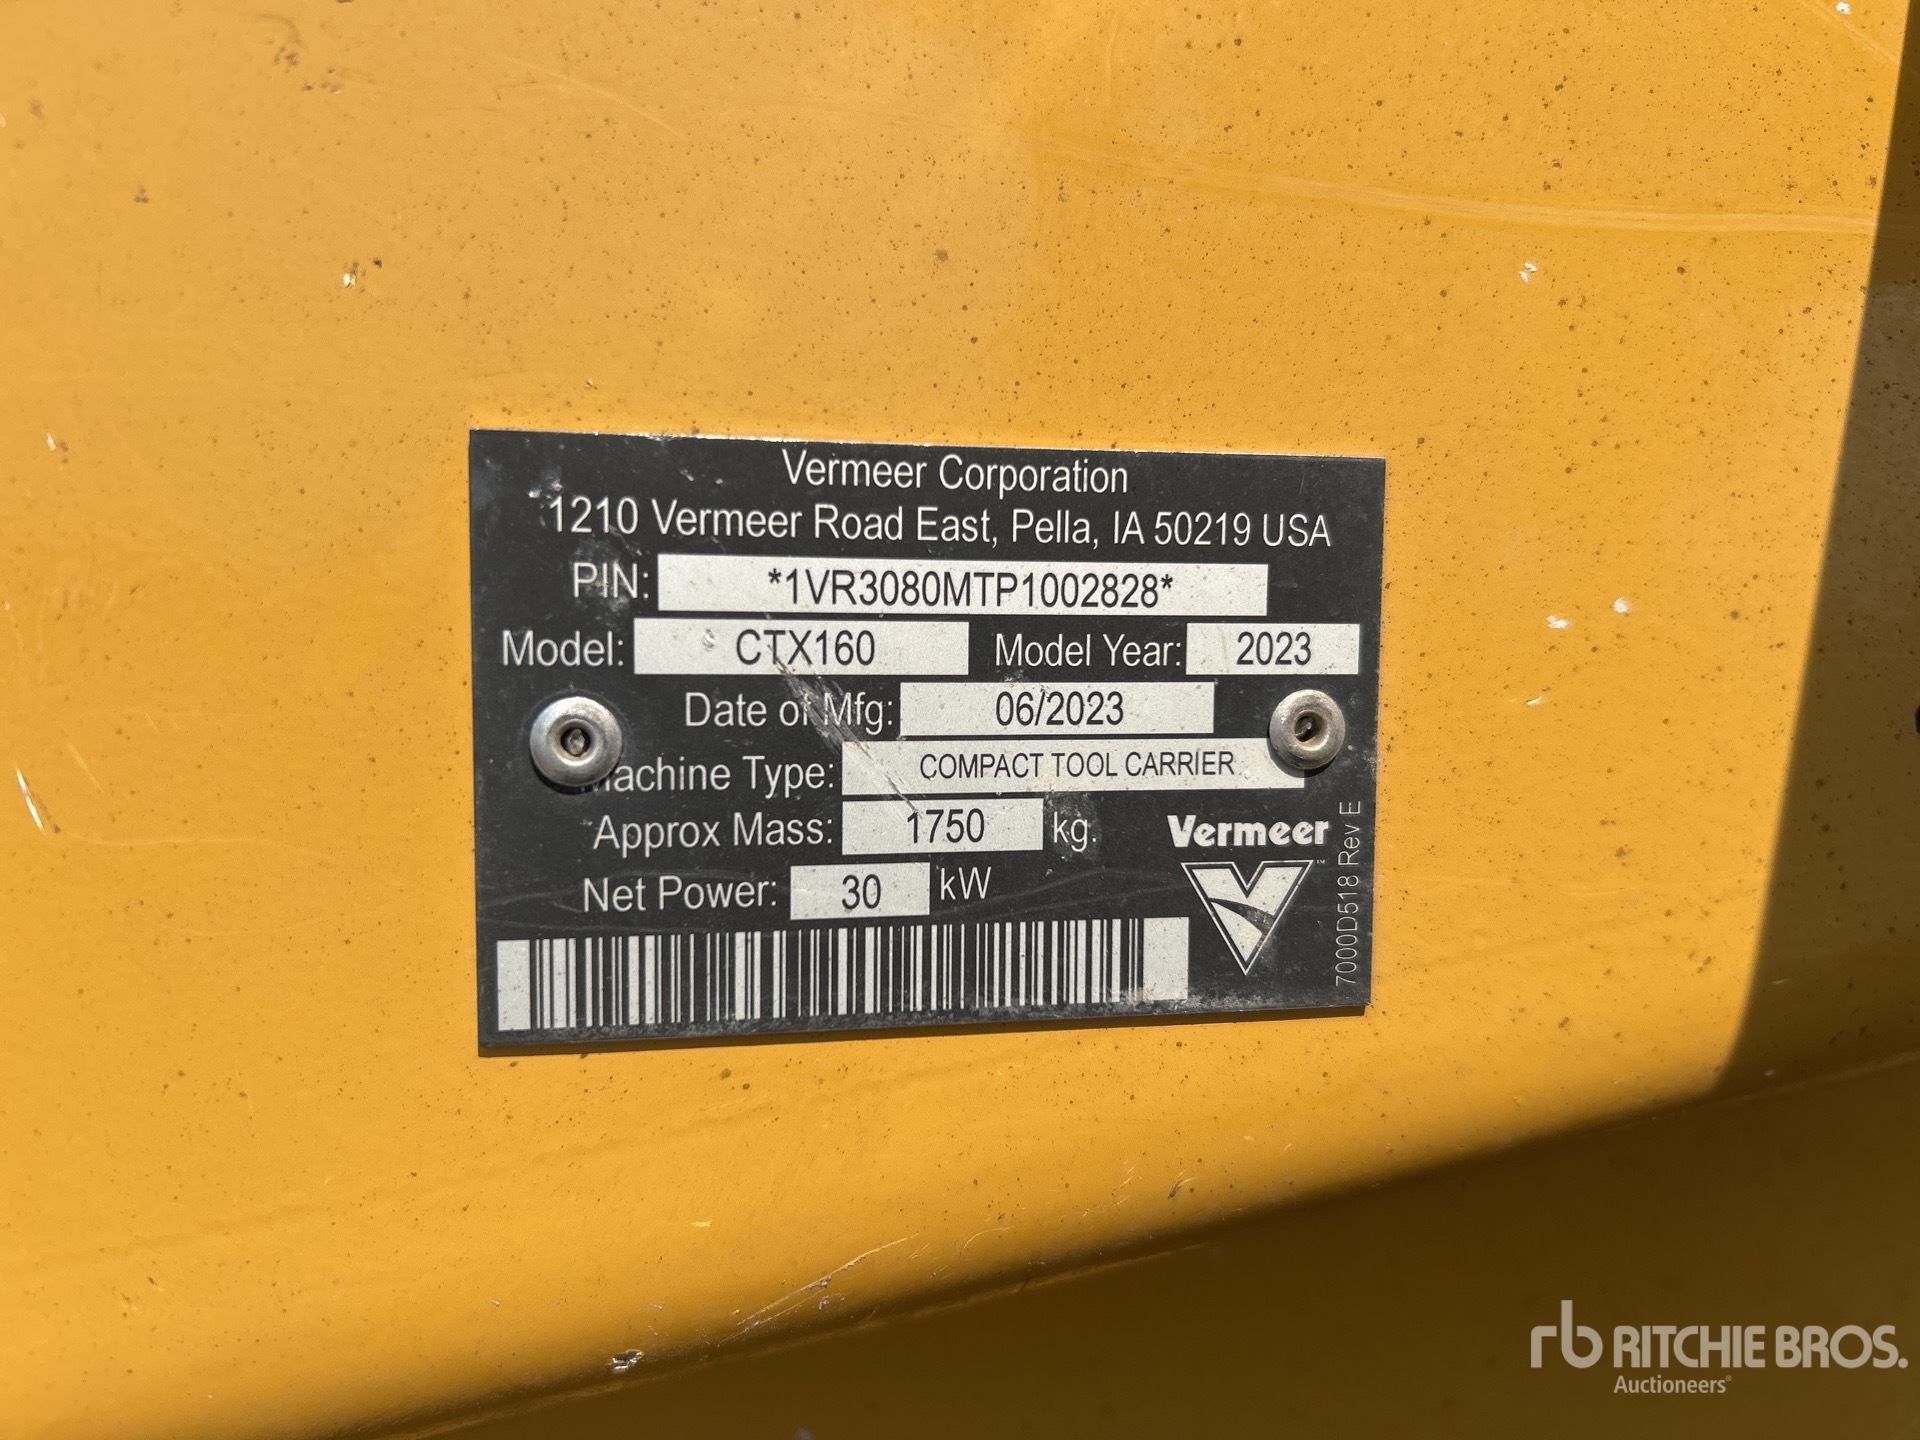 Vermeer Corporation
1210 Vermeer Road East, Pella, IA 50219 USA
PIN: *1VR3080MTP1002828*
Model: CTX160 Model Year: 2023
Date of Mfg: 06/2023
Machine Type: COMPACT TOOL CARRIER
Approx Mass: 1750 kg.
Net Power: 30 kW
Vermeer
™
7000D518 Rev E
rb RITCHIE BROS.
Auctioneers®